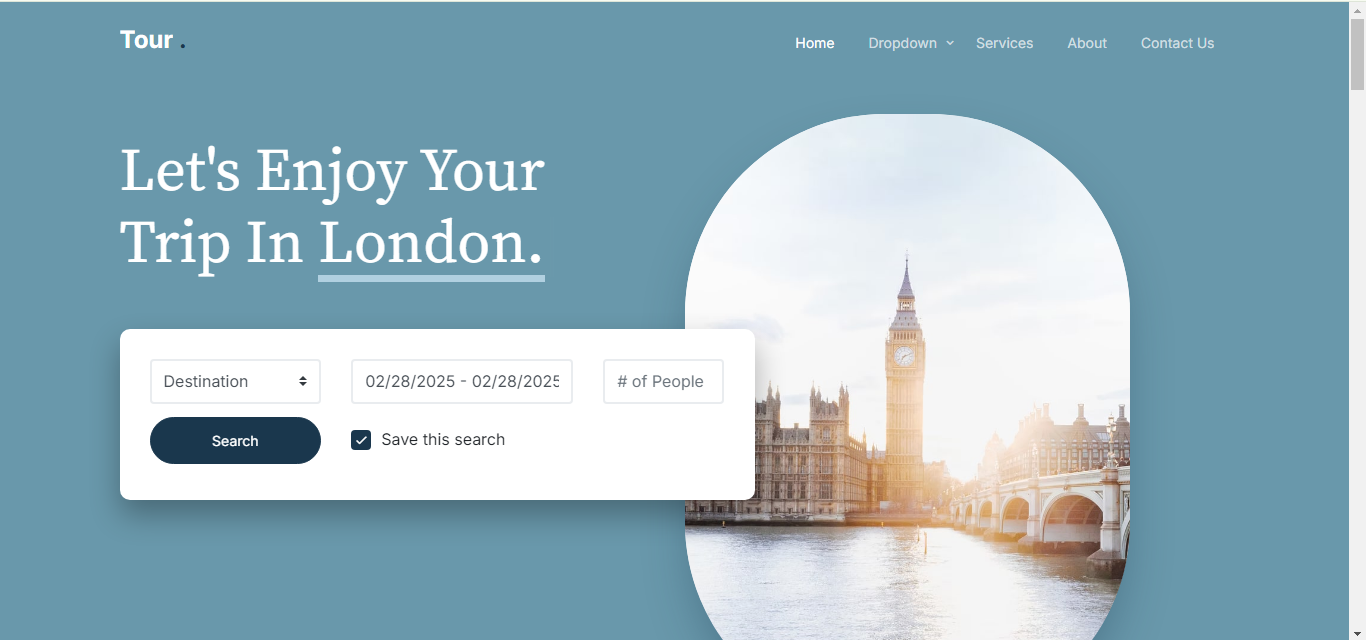 Tour .
Home Dropdown Services About Contact Us
Let's Enjoy Your
Trip In London.
Destination 02/28/2025 - 02/28/2025 # of People
Search Save this search